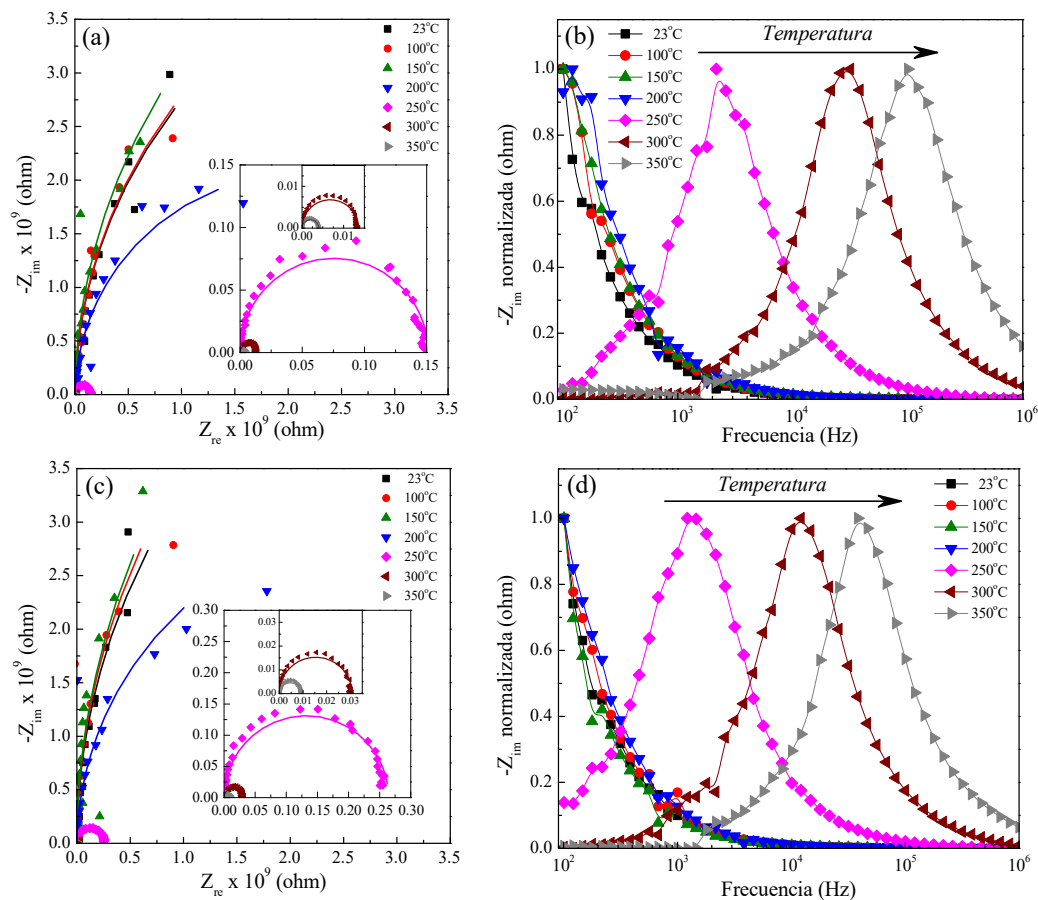 (a)
23°C
100°C
150°C
200°C
250°C
300°C
350°C
3.5
3.0
2.5
2.0
1.5
1.0
0.5
0.0
-Z_im x 10^9 (ohm)
0.15
0.10
0.05
0.00
0.01
0.00
0.00 0.01
0.00 0.05 0.10 0.15
0.0 0.5 1.0 1.5 2.0 2.5 3.0 3.5
Z_re x 10^9 (ohm)
(b)
Temperatura
23°C
100°C
150°C
200°C
250°C
300°C
350°C
1.0
0.8
0.6
0.4
0.2
0.0
-Z_im normalizada (ohm)
10^2 10^3 10^4 10^5 10^6
Frecuencia (Hz)
(c)
23°C
100°C
150°C
200°C
250°C
300°C
350°C
3.5
3.0
2.5
2.0
1.5
1.0
0.5
0.0
-Z_im x 10^9 (ohm)
0.30
0.25
0.20
0.15
0.10
0.05
0.00
0.04
0.03
0.02
0.01
0.00
0.00 0.01 0.02 0.03
0.00 0.05 0.10 0.15 0.20 0.25 0.30
0.0 0.5 1.0 1.5 2.0 2.5 3.0 3.5
Z_re x 10^9 (ohm)
(d)
Temperatura
23°C
100°C
150°C
200°C
250°C
300°C
350°C
1.0
0.8
0.6
0.4
0.2
0.0
-Z_im normalizada (ohm)
10^2 10^3 10^4 10^5 10^6
Frecuencia (Hz)